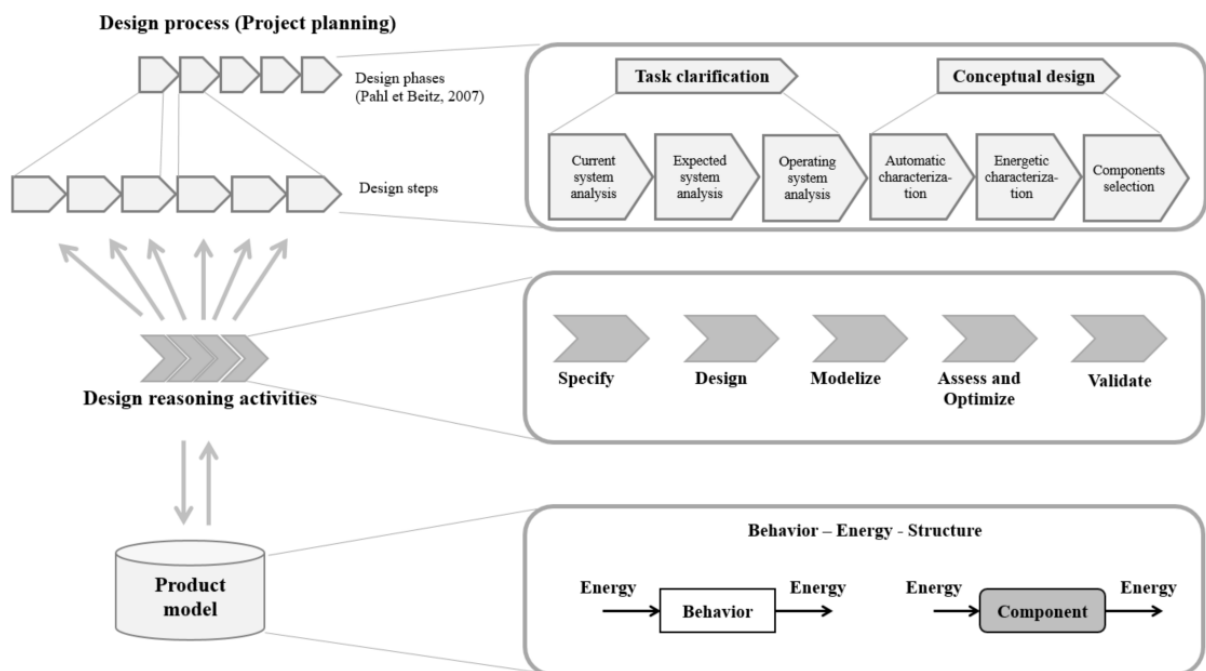 Design process (Project planning)
Design phases
(Pahl et Beitz, 2007)
Design steps
Task clarification
Conceptual design
Current
system
analysis
Expected
system
analysis
Operating
system
analysis
Automatic
characteriza-
tion
Energetic
characteriza-
tion
Components
selection
Design reasoning activities
Specify
Design
Modelize
Assess and
Optimize
Validate
Product
model
Behavior – Energy - Structure
Energy
Behavior
Energy
Energy
Component
Energy